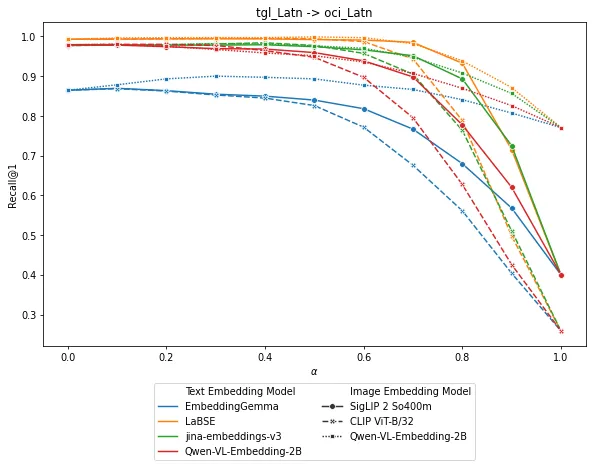 tgl_Latn -> oci_Latn
Recall@1
1.0
0.9
0.8
0.7
0.6
0.5
0.4
0.3
0.0 0.2 0.4 0.6 0.8 1.0
α
Text Embedding Model Image Embedding Model
EmbeddingGemma SigLIP 2 So400m
LaBSE CLIP ViT-B/32
jina-embeddings-v3 Qwen-VL-Embedding-2B
Qwen-VL-Embedding-2B